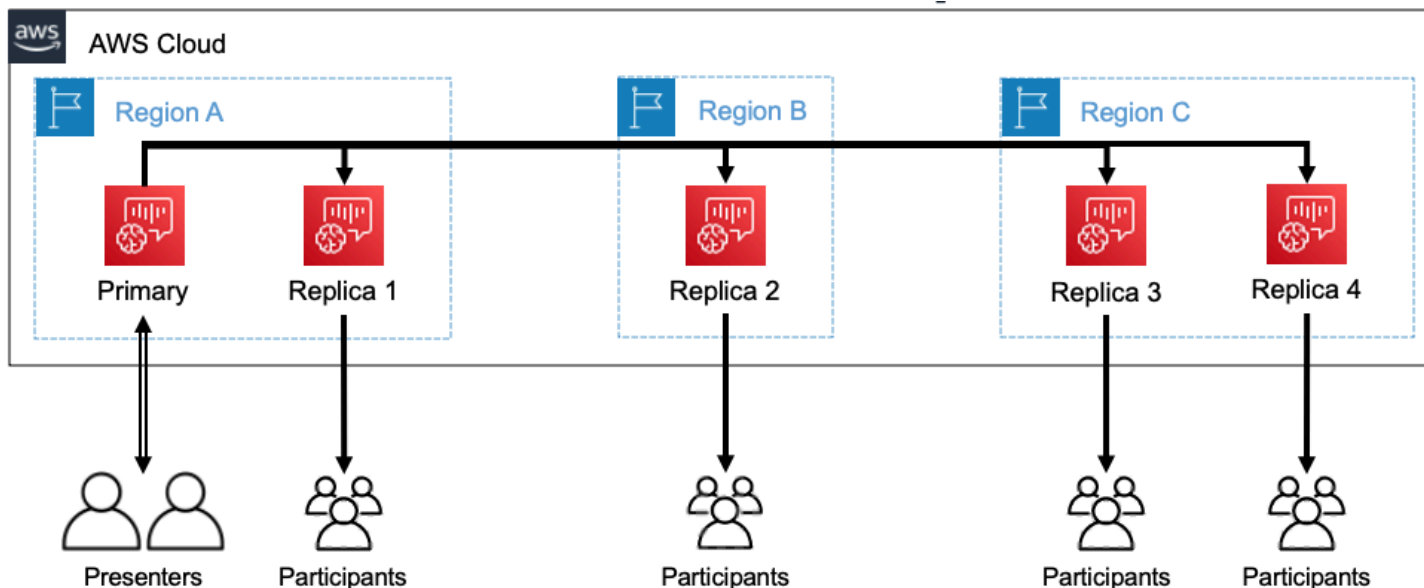 aws
AWS Cloud
Region A
Region B
Region C
Primary
Replica 1
Replica 2
Replica 3
Replica 4
Presenters
Participants
Participants
Participants
Participants